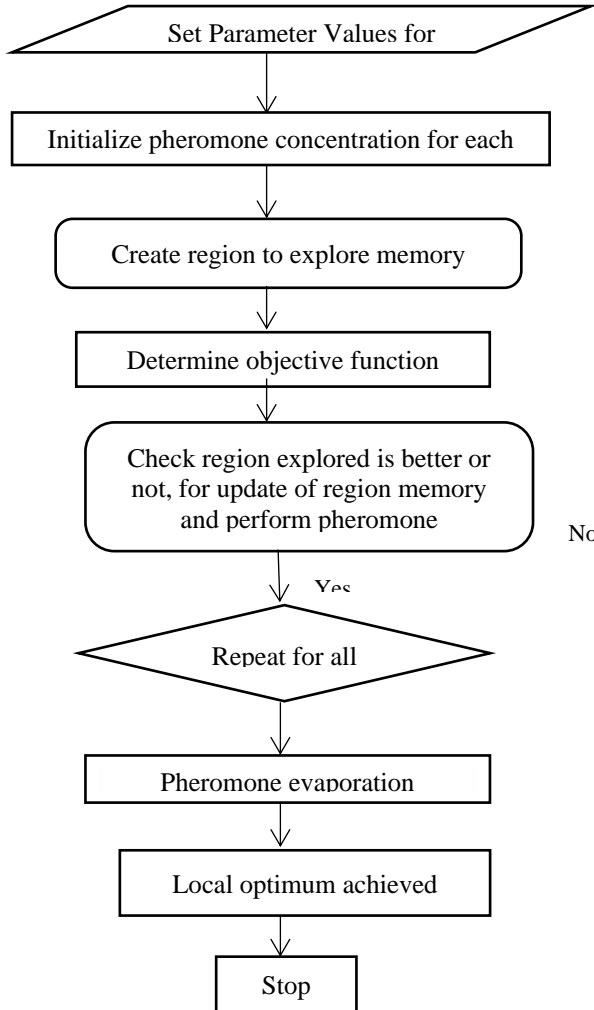 Set Parameter Values for
Initialize pheromone concentration for each
Create region to explore memory
Determine objective function
Check region explored is better or
not, for update of region memory
and perform pheromone
No
Yes
Repeat for all
Pheromone evaporation
Local optimum achieved
Stop